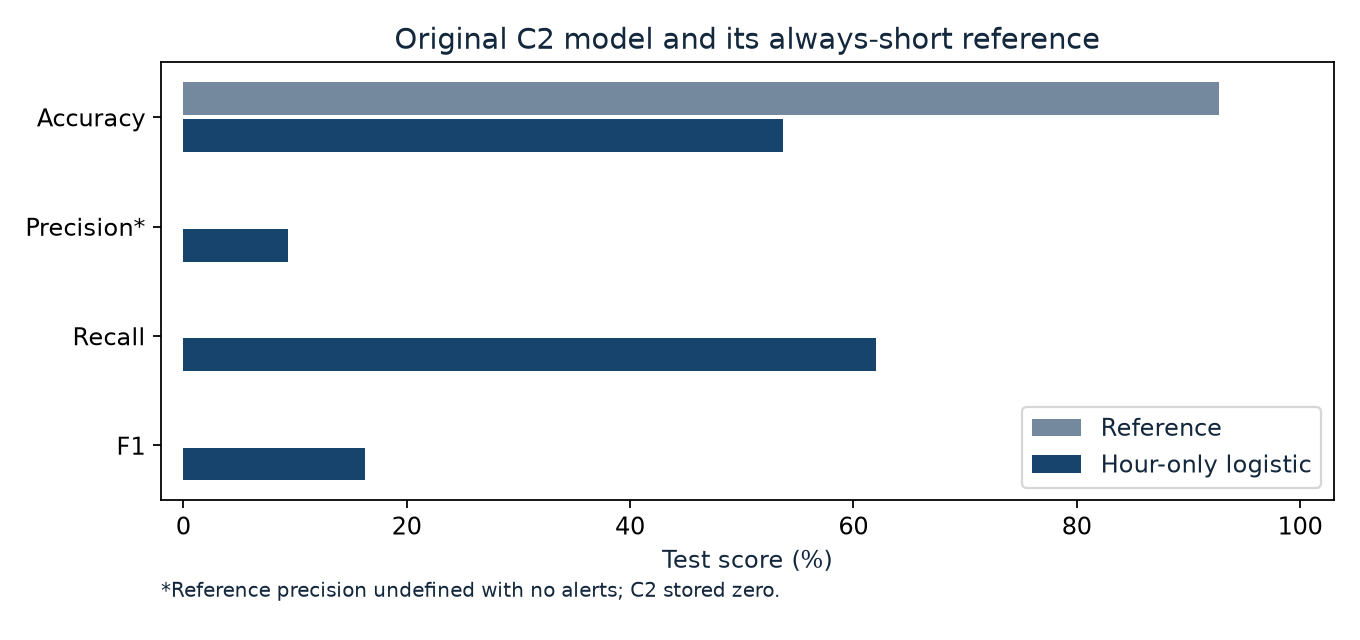 Original C2 model and its always-short reference
Accuracy
Precision*
Recall
F1
Reference
Hour-only logistic
0 20 40 60 80 100
Test score (%)
*Reference precision undefined with no alerts; C2 stored zero.